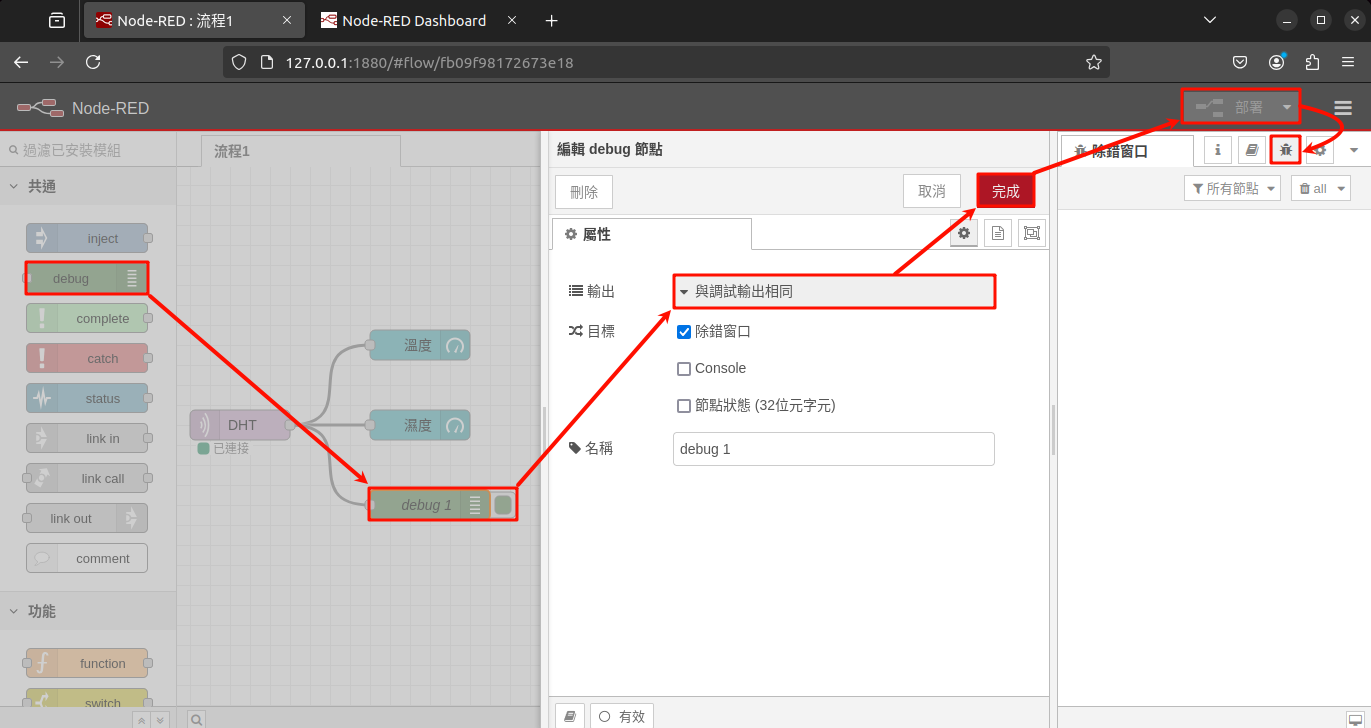 Node-RED : 流程1
Node-RED Dashboard
127.0.0.1:1880/#flow/fb09f98172673e18
Node-RED
部署
過濾已安裝模組
流程1
編輯 debug 節點
除錯窗口
共通
刪除
取消
完成
所有節點
all
inject
屬性
debug
輸出
與調試輸出相同
complete
目標
除錯窗口
溫度
catch
Console
status
節點狀態 (32位元字元)
DHT
濕度
link in
已連接
名稱
debug 1
link call
debug 1
link out
comment
功能
function
switch
有效